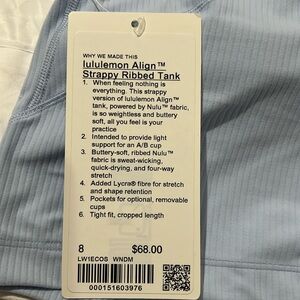 WHY WE MADE THIS
lululemon Align™
Strappy Ribbed Tank
1. When feeling nothing is
everything. This strappy
version of lululemon Align™
tank, powered by Nulu™ fabric,
is so weightless and buttery
soft, all you feel is your
practice
2. Intended to provide light
support for an A/B cup
3. Buttery-soft, ribbed Nulu™
fabric is sweat-wicking,
quick-drying, and four-way
stretch
4. Added Lycra® fibre for stretch
and shape retention
5. Pockets for optional, removable
cups
6. Tight fit, cropped length
8 $68.00
LW1ECOS WNDM
000151603976